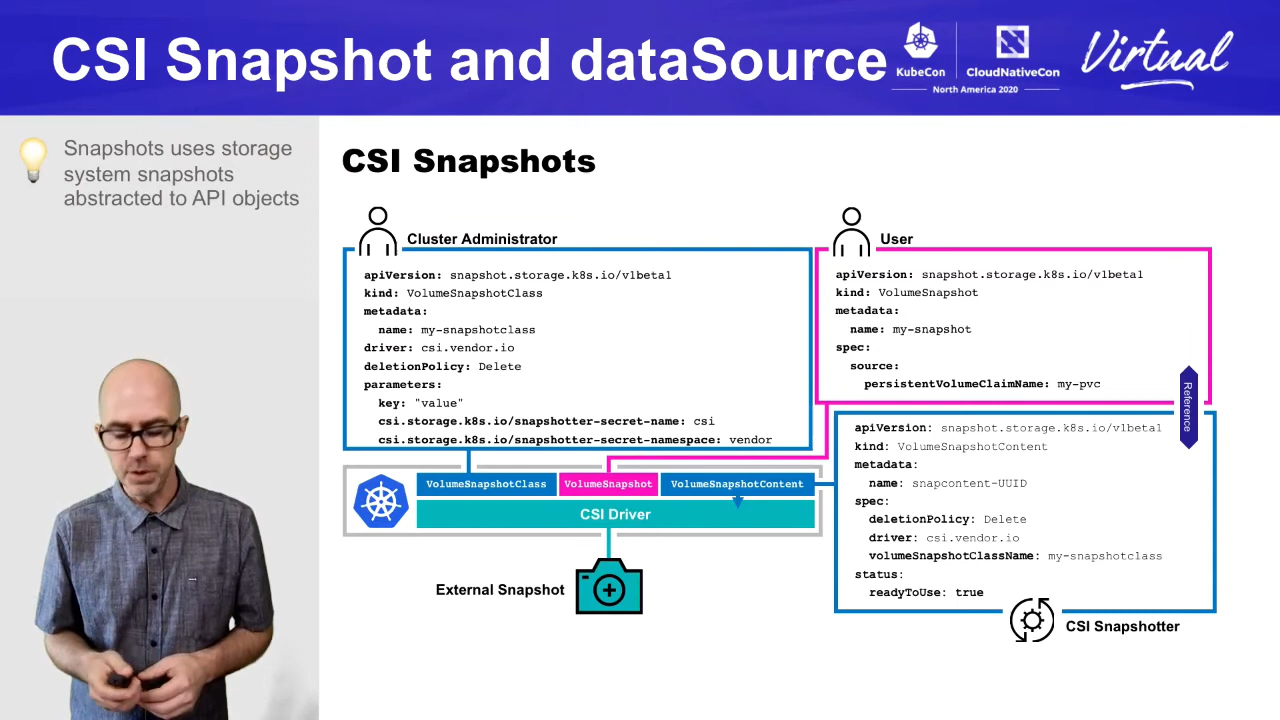 CSI Snapshot and dataSource
KubeCon
CloudNativeCon
North America 2020
Virtual
Snapshots uses storage
system snapshots
abstracted to API objects
CSI Snapshots
Cluster Administrator
apiVersion: snapshot.storage.k8s.io/v1beta1
kind: VolumeSnapshotClass
metadata:
name: my-snapshotclass
driver: csi.vendor.io
deletionPolicy: Delete
parameters:
key: "value"
csi.storage.k8s.io/snapshotter-secret-name: csi
csi.storage.k8s.io/snapshotter-secret-namespace: vendor
User
apiVersion: snapshot.storage.k8s.io/v1beta1
kind: VolumeSnapshot
metadata:
name: my-snapshot
spec:
source:
persistentVolumeClaimName: my-pvc
Reference
apiVersion: snapshot.storage.k8s.io/v1beta1
kind: VolumeSnapshotContent
metadata:
name: snapcontent-UUID
spec:
deletionPolicy: Delete
driver: csi.vendor.io
volumeSnapshotClassName: my-snapshotclass
status:
readyToUse: true
CSI Snapshotter
VolumeSnapshotClass
VolumeSnapshot
VolumeSnapshotContent
CSI Driver
External Snapshot